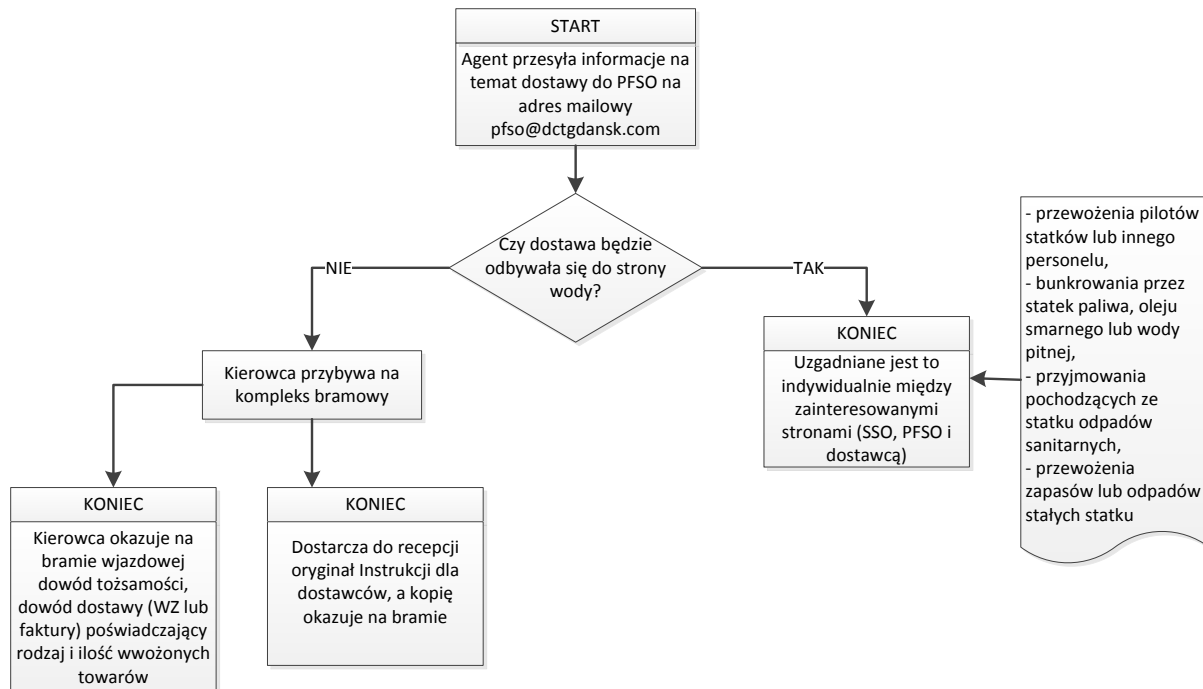 START
Agent przesyła informacje na
temat dostawy do PFSO na
adres mailowy
pfso@dctgdansk.com
Czy dostawa będzie
odbywała się do strony
wody?
NIE
TAK
Kierowca przybywa na
kompleks bramowy
KONIEC
Uzgadniane jest to
indywidualnie między
zainteresowanymi
stronami (SSO, PFSO i
dostawcą)
- przewożenia pilotów
statków lub innego
personelu,
- bunkrowania przez
statek paliwa, oleju
smarnego lub wody
pitnej,
- przyjmowania
pochodzących ze
statku odpadów
sanitarnych,
- przewożenia
zapasów lub odpadów
stałych statku
KONIEC
Kierowca okazuje na
bramie wjazdowej
dowód tożsamości,
dowód dostawy (WZ lub
faktury) poświadczający
rodzaj i ilość wwożonych
towarów
KONIEC
Dostarcza do recepcji
oryginał Instrukcji dla
dostawców, a kopię
okazuje na bramie